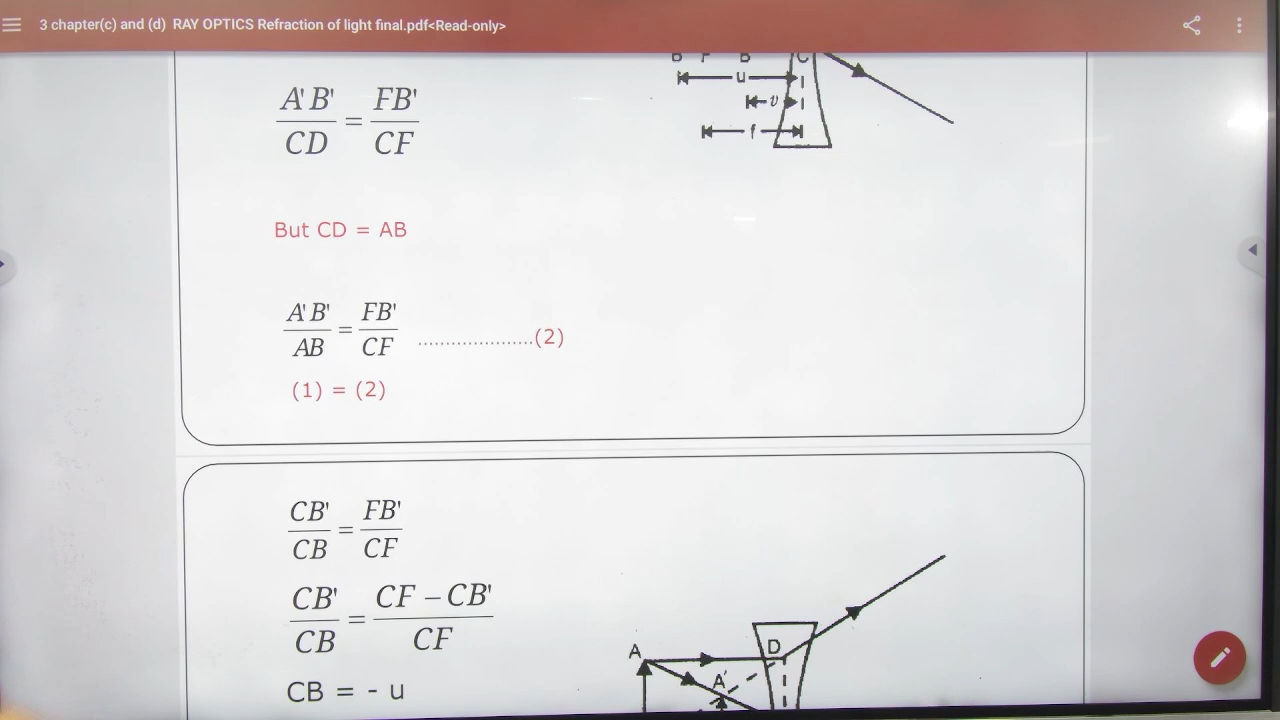 3 chapter(c) and (d) RAY OPTICS Refraction of light final.pdf<Read-only>
B F B' C
u
v
f
A'B'/CD = FB'/CF
But CD = AB
A'B'/AB = FB'/CF .....................(2)
(1) = (2)
CB'/CB = FB'/CF
CB'/CB = CF – CB'/CF
A D
A'
CB = - u